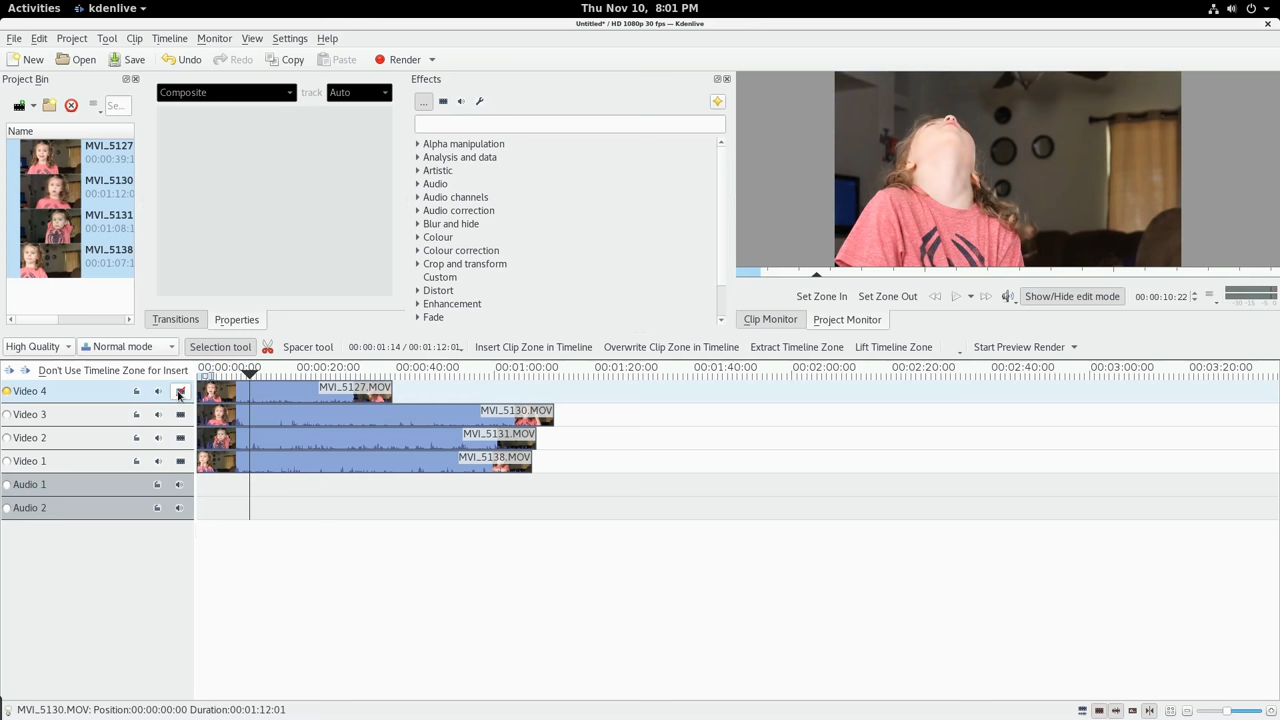 Activities kdenlive Thu Nov 10, 8:01 PM
Untitled* / HD 1080p 30 fps — Kdenlive
File Edit Project Tool Clip Timeline Monitor View Settings Help
New Open Save Undo Redo Copy Paste Render
Project Bin
Se...
Name
MVI_5127
00:00:39:1
MVI_5130
00:01:12:0
MVI_5131
00:01:08:1
MVI_5138
00:01:07:1
Composite track Auto
Transitions Properties
Effects
...
Alpha manipulation
Analysis and data
Artistic
Audio
Audio channels
Audio correction
Blur and hide
Colour
Colour correction
Crop and transform
Custom
Distort
Enhancement
Fade
Set Zone In Set Zone Out Show/Hide edit mode 00:00:10:22
-30 -15 -5 0
Clip Monitor Project Monitor
High Quality Normal mode Selection tool Spacer tool 00:00:01:14 / 00:01:12:01 Insert Clip Zone in Timeline Overwrite Clip Zone in Timeline Extract Timeline Zone Lift Timeline Zone Start Preview Render
Don't Use Timeline Zone for Insert 00:00:00:00 00:00:20:00 00:00:40:00 00:01:00:00 00:01:20:00 00:01:40:00 00:02:00:00 00:02:20:00 00:02:40:00 00:03:00:00 00:03:20:00
Video 4 MVI_5127.MOV
Video 3 MVI_5130.MOV
Video 2 MVI_5131.MOV
Video 1 MVI_5138.MOV
Audio 1
Audio 2
MVI_5130.MOV: Position:00:00:00:00 Duration:00:01:12:01